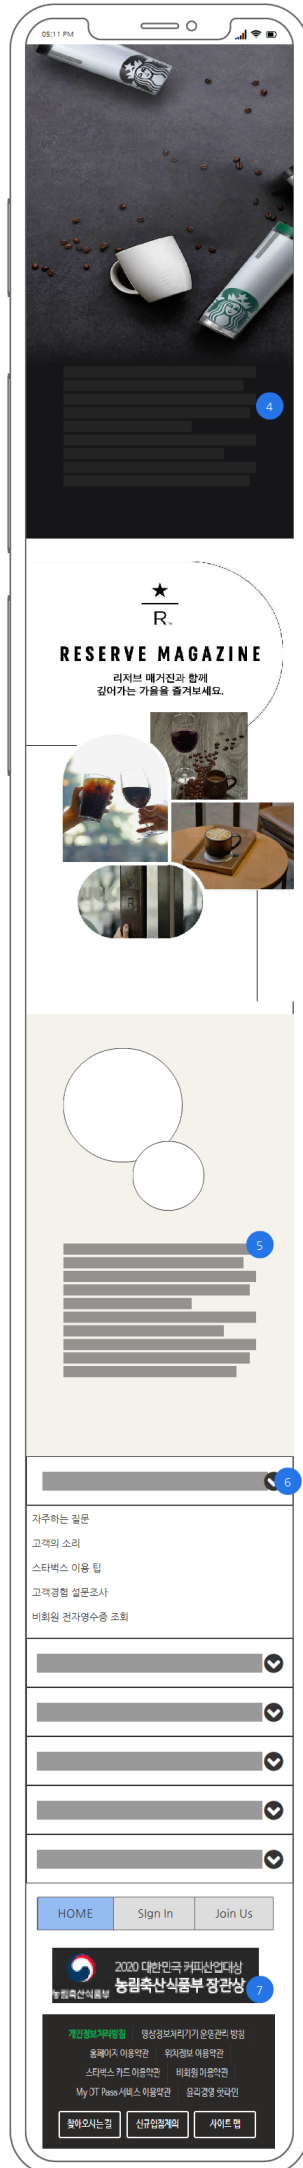 05:11 PM
4
R
RESERVE MAGAZINE
리저브 매거진과 함께
깊어가는 가을을 즐겨보세요.
R
5
6
자주하는 질문
고객의 소리
스타벅스 이용 팁
고객경험 설문조사
비회원 전자영수증 조회
HOME SIgn In Join Us
2020 대한민국 커피산업대상
농림축산식품부 농림축산식품부 장관상
7
개인정보처리방침 영상정보처리기기 운영관리 방침
홈페이지 이용약관 위치정보 이용약관
스타벅스 카드 이용약관 비회원 이용약관
My DT Pass 서비스 이용약관 윤리경영 핫라인
찾아오시는 길 신규입점제의 사이트 맵